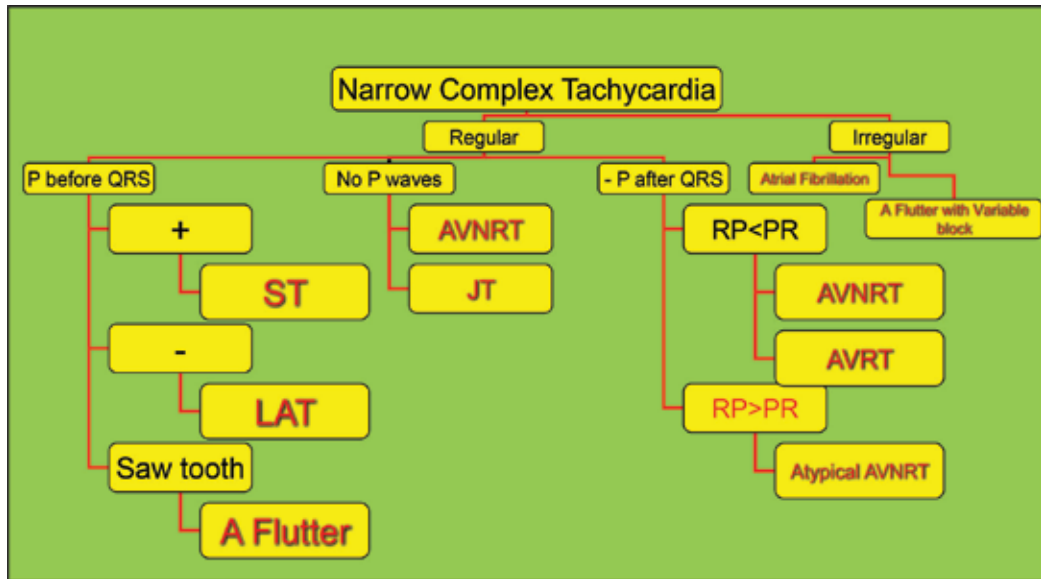 Narrow Complex Tachycardia
Regular
Irregular
P before QRS
No P waves
- P after QRS
Atrial Fibrillation
A Flutter with Variable
block
+
ST
-
LAT
Saw tooth
A Flutter
AVNRT
JT
RP<PR
AVNRT
AVRT
RP>PR
Atypical AVNRT